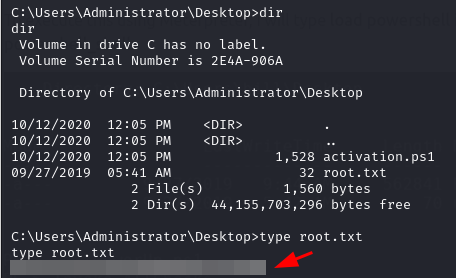 C:\Users\Administrator\Desktop>dir
dir
Volume in drive C has no label.
Volume Serial Number is 2E4A-906A
Directory of C:\Users\Administrator\Desktop
10/12/2020 12:05 PM <DIR> .
10/12/2020 12:05 PM <DIR> ..
10/12/2020 12:05 PM 1,528 activation.ps1
09/27/2019 05:41 AM 32 root.txt
2 File(s) 1,560 bytes
2 Dir(s) 44,155,703,296 bytes free
C:\Users\Administrator\Desktop>type root.txt
type root.txt